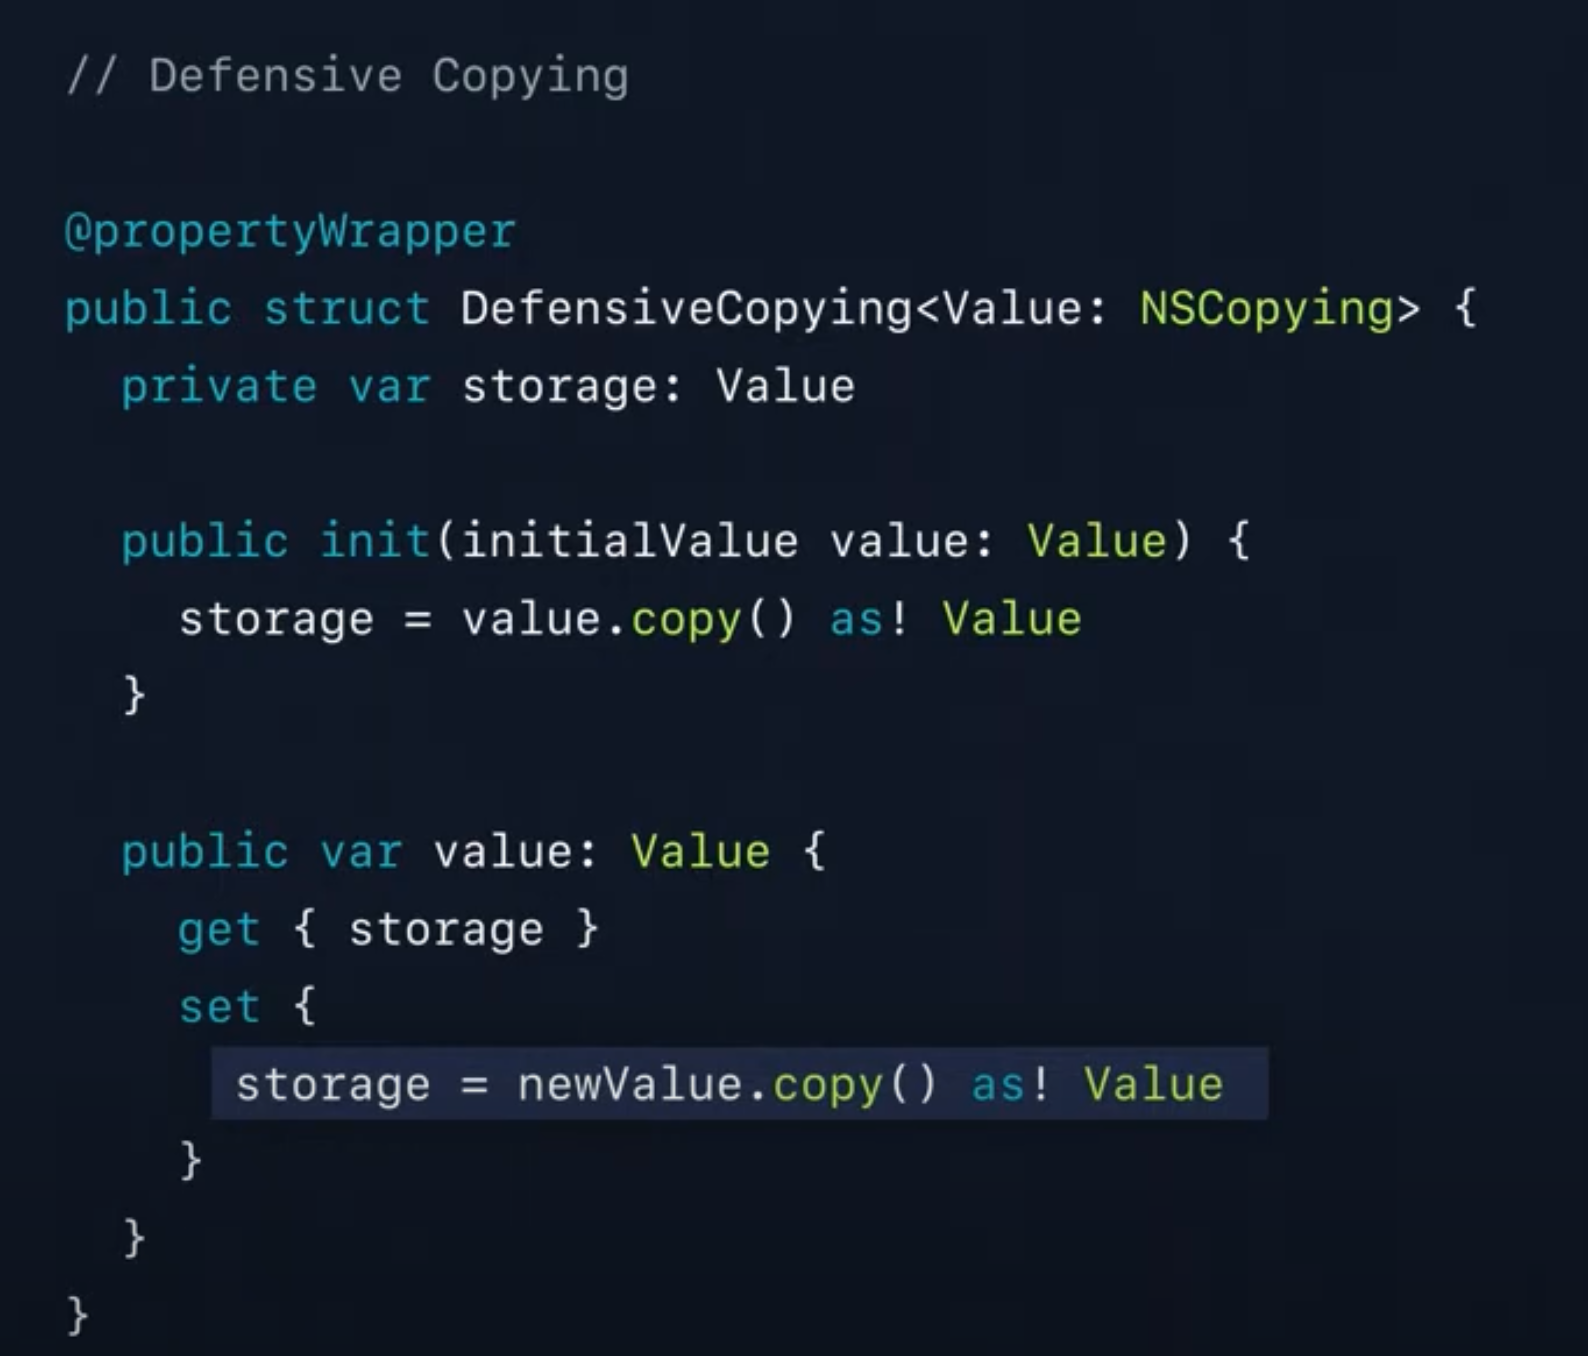 // Defensive Copying
@propertyWrapper
public struct DefensiveCopying<Value: NSCopying> {
private var storage: Value
public init(initialValue value: Value) {
storage = value.copy() as! Value
}
public var value: Value {
get { storage }
set {
storage = newValue.copy() as! Value
}
}
}